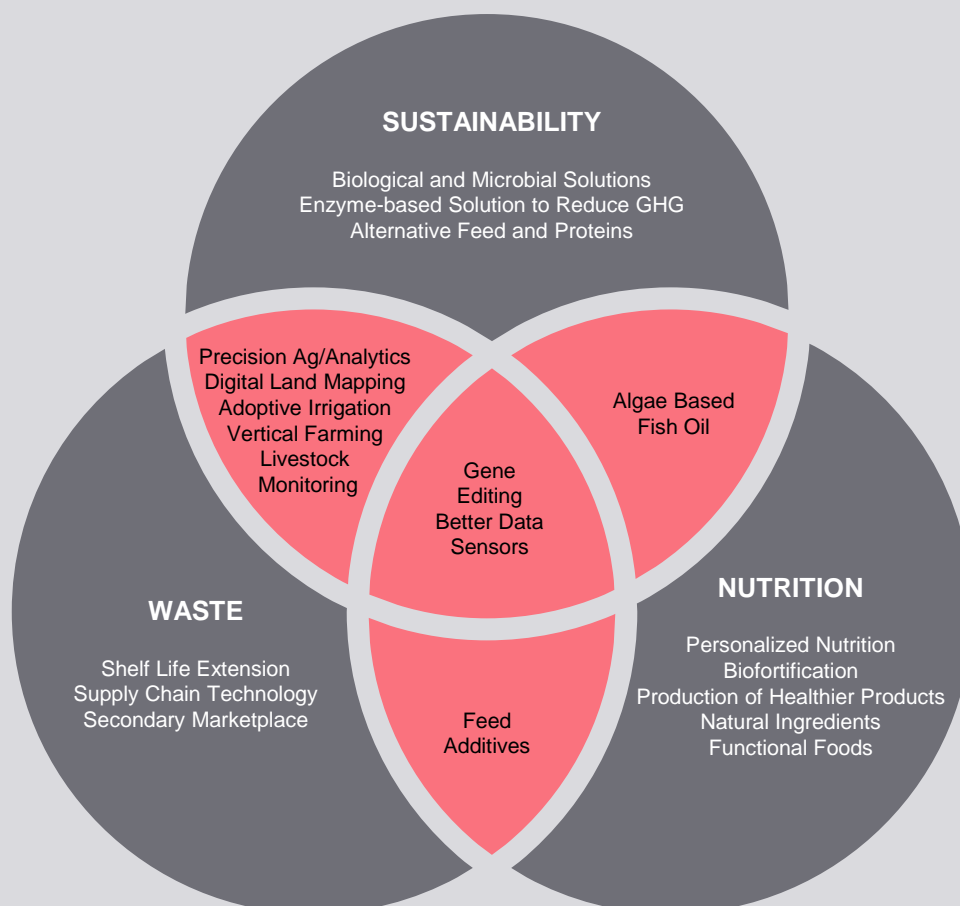 SUSTAINABILITY
Biological and Microbial Solutions
Enzyme-based Solution to Reduce GHG
Alternative Feed and Proteins
Precision Ag/Analytics
Digital Land Mapping
Adoptive Irrigation
Vertical Farming
Livestock
Monitoring
Algae Based
Fish Oil
Gene
Editing
Better Data
Sensors
WASTE
Shelf Life Extension
Supply Chain Technology
Secondary Marketplace
NUTRITION
Personalized Nutrition
Biofortification
Production of Healthier Products
Natural Ingredients
Functional Foods
Feed
Additives